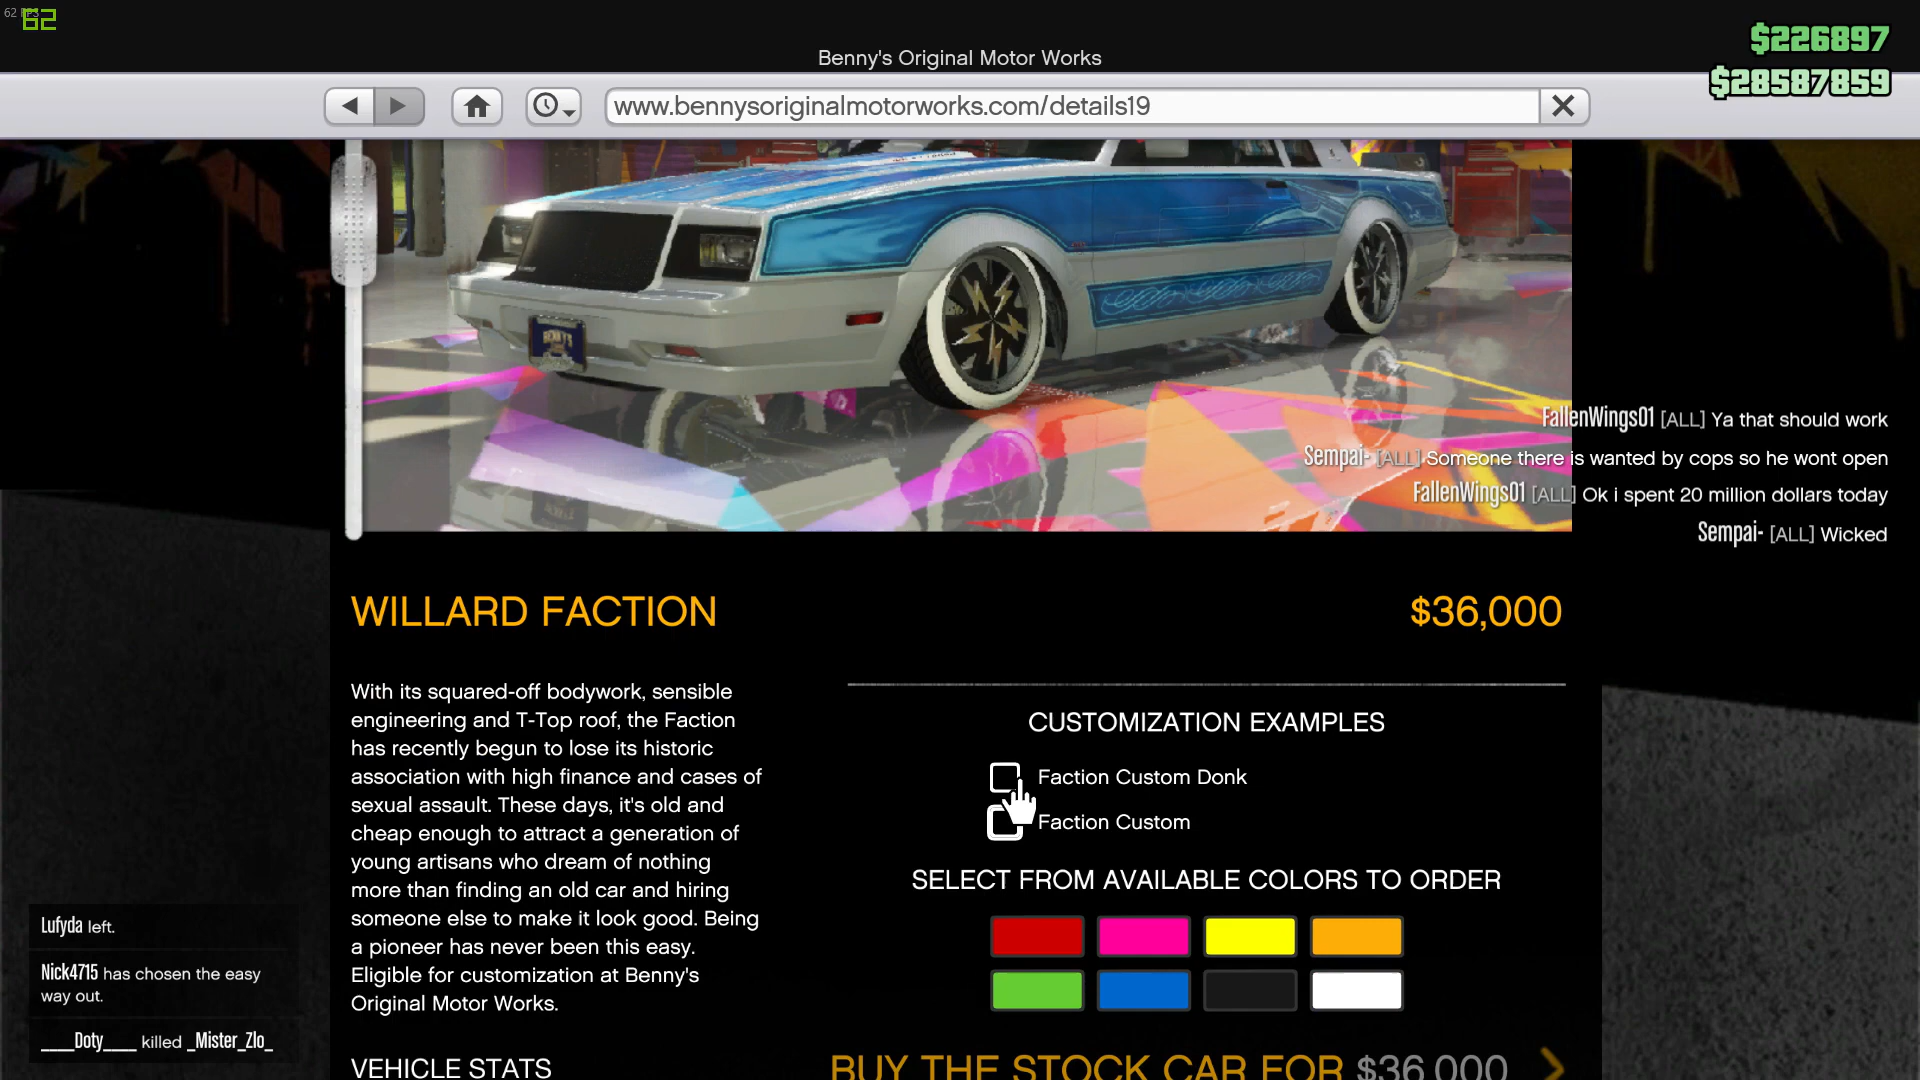 62 FPS
62
Benny's Original Motor Works
$226897
$28587859
www.bennysoriginalmotorworks.com/details19
FallenWings01 [ALL] Ya that should work
Sempai- [ALL] Someone there is wanted by cops so he wont open
FallenWings01 [ALL] Ok i spent 20 million dollars today
Sempai- [ALL] Wicked
BENNY'S
WILLARD FACTION
$36,000
With its squared-off bodywork, sensible
engineering and T-Top roof, the Faction
has recently begun to lose its historic
association with high finance and cases of
sexual assault. These days, it's old and
cheap enough to attract a generation of
young artisans who dream of nothing
more than finding an old car and hiring
someone else to make it look good. Being
a pioneer has never been this easy.
Eligible for customization at Benny's
Original Motor Works.
VEHICLE STATS
CUSTOMIZATION EXAMPLES
Faction Custom Donk
Faction Custom
SELECT FROM AVAILABLE COLORS TO ORDER
BUY THE STOCK CAR FOR $36,000
Lufyda left.
Nick4715 has chosen the easy
way out.
____Doty____ killed _Mister_Zlo_